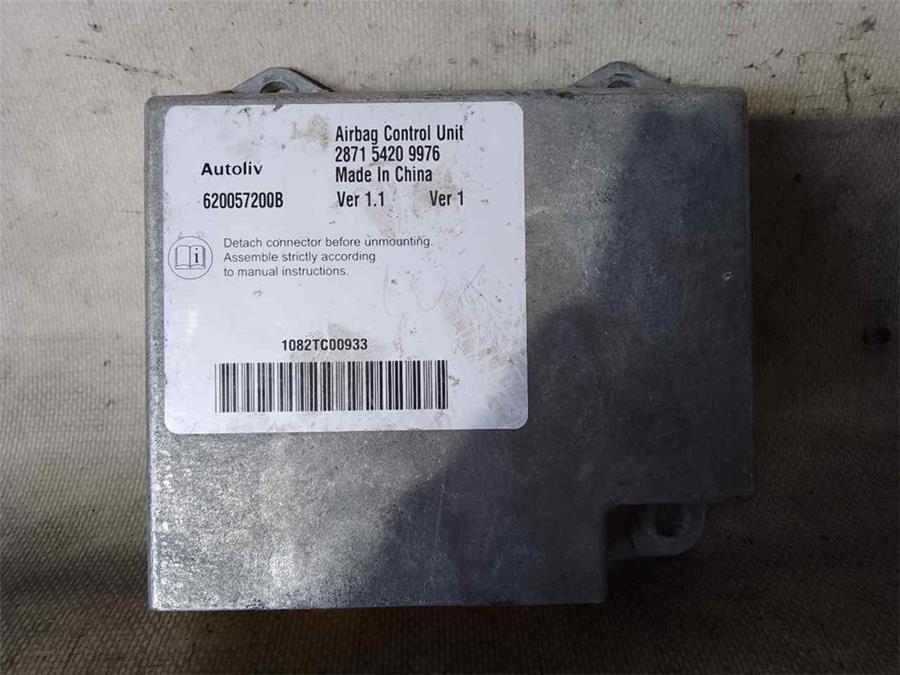 Airbag Control Unit
2871 5420 9976
Autoliv
Made In China
620057200B
Ver 1.1 Ver 1
Detach connector before unmounting.
Assemble strictly according
to manual instructions.
1082TC00933